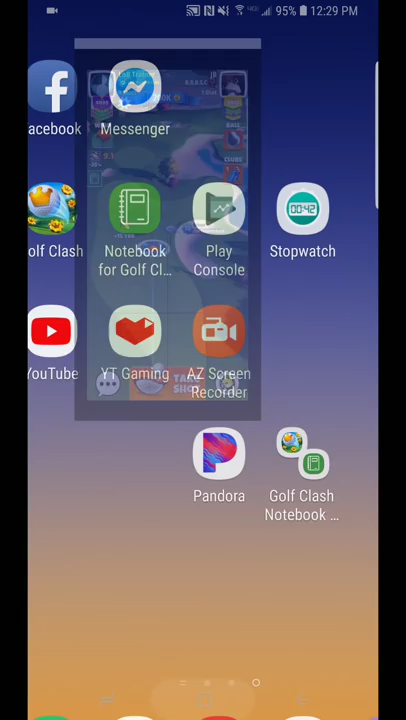 95% 12:29 PM
acebook
Messenger
olf Clash
Notebook
for Golf Cl...
Play
Console
00:42
Stopwatch
YouTube
YT Gaming
AZ Screen
Recorder
Pandora
Golf Clash
Notebook ...